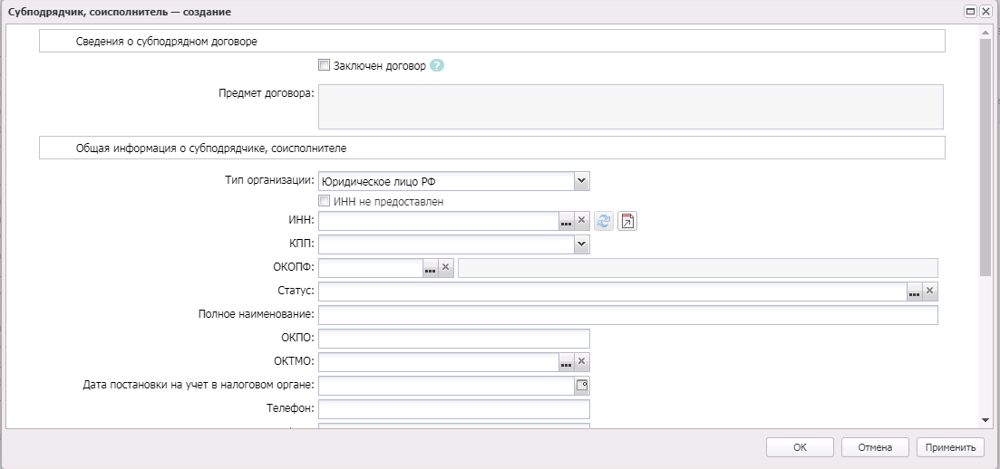 Субподрядчик, соисполнитель — создание
Сведения о субподрядном договоре
Заключен договор ?
Предмет договора:
Общая информация о субподрядчике, соисполнителе
Тип организации: Юридическое лицо РФ
ИНН не предоставлен
ИНН:
КПП:
ОКОПФ:
Статус:
Полное наименование:
ОКПО:
ОКТМО:
Дата постановки на учет в налоговом органе:
Телефон:
ОК Отмена Применить